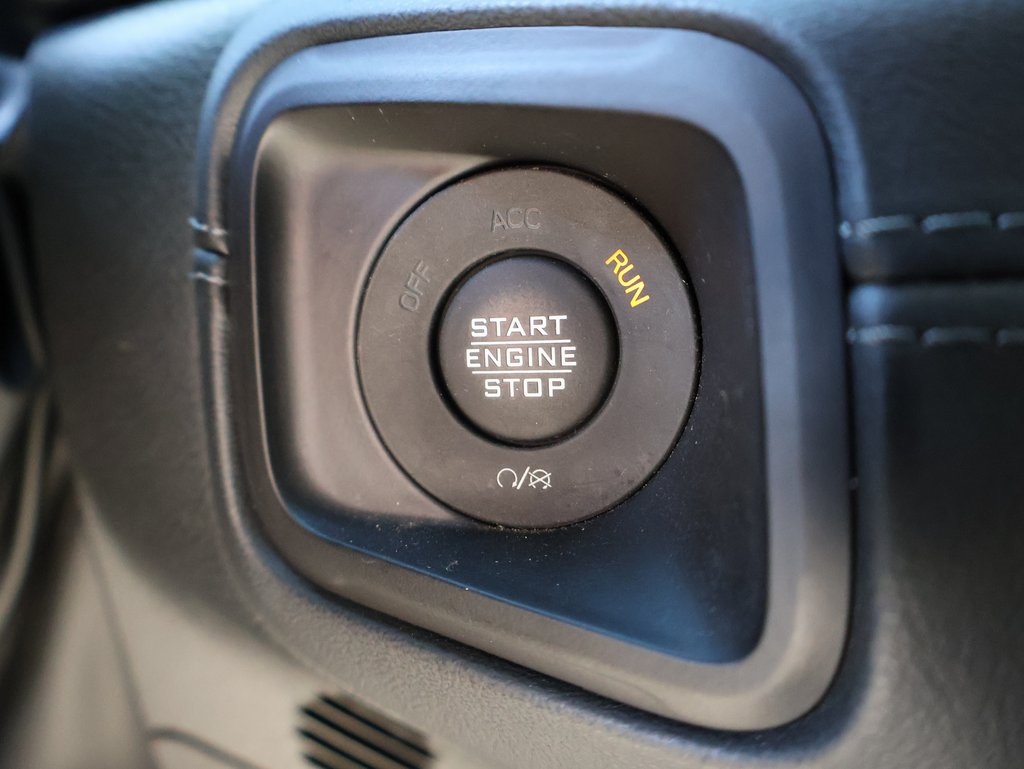 ACC
OFF
RUN
START
ENGINE
STOP